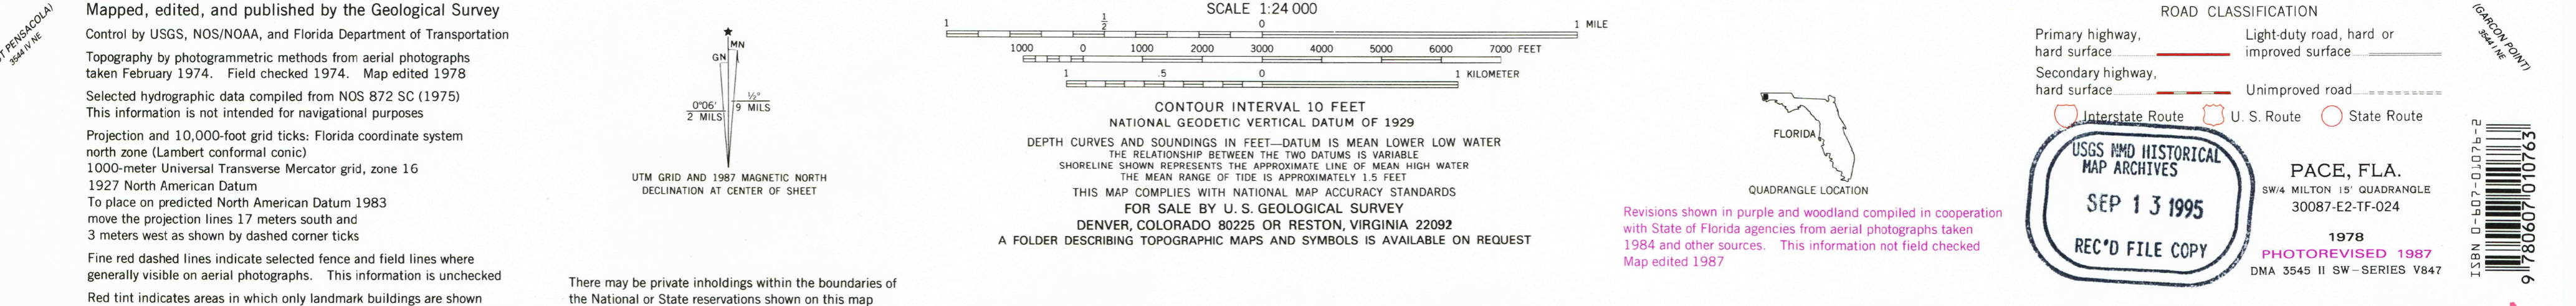 T PENSACOLA)
3544 IV NE
Mapped, edited, and published by the Geological Survey
Control by USGS, NOS/NOAA, and Florida Department of Transportation
Topography by photogrammetric methods from aerial photographs
taken February 1974. Field checked 1974. Map edited 1978
Selected hydrographic data compiled from NOS 872 SC (1975)
This information is not intended for navigational purposes
Projection and 10,000-foot grid ticks: Florida coordinate system
north zone (Lambert conformal conic)
1000-meter Universal Transverse Mercator grid, zone 16
1927 North American Datum
To place on predicted North American Datum 1983
move the projection lines 17 meters south and
3 meters west as shown by dashed corner ticks
Fine red dashed lines indicate selected fence and field lines where
generally visible on aerial photographs. This information is unchecked
Red tint indicates areas in which only landmark buildings are shown
MN
GN
½°
0°06′ 9 MILS
2 MILS
UTM GRID AND 1987 MAGNETIC NORTH
DECLINATION AT CENTER OF SHEET
There may be private inholdings within the boundaries of
the National or State reservations shown on this map
SCALE 1:24 000
1 ½ 0 1 MILE
1000 0 1000 2000 3000 4000 5000 6000 7000 FEET
1 .5 0 1 KILOMETER
CONTOUR INTERVAL 10 FEET
NATIONAL GEODETIC VERTICAL DATUM OF 1929
DEPTH CURVES AND SOUNDINGS IN FEET—DATUM IS MEAN LOWER LOW WATER
THE RELATIONSHIP BETWEEN THE TWO DATUMS IS VARIABLE
SHORELINE SHOWN REPRESENTS THE APPROXIMATE LINE OF MEAN HIGH WATER
THE MEAN RANGE OF TIDE IS APPROXIMATELY 1.5 FEET
THIS MAP COMPLIES WITH NATIONAL MAP ACCURACY STANDARDS
FOR SALE BY U. S. GEOLOGICAL SURVEY
DENVER, COLORADO 80225 OR RESTON, VIRGINIA 22092
A FOLDER DESCRIBING TOPOGRAPHIC MAPS AND SYMBOLS IS AVAILABLE ON REQUEST
FLORIDA
QUADRANGLE LOCATION
Revisions shown in purple and woodland compiled in cooperation
with State of Florida agencies from aerial photographs taken
1984 and other sources. This information not field checked
Map edited 1987
ROAD CLASSIFICATION
Primary highway,
hard surface
Light-duty road, hard or
improved surface
Secondary highway,
hard surface
Unimproved road
Interstate Route
U. S. Route
State Route
USGS NMD HISTORICAL
MAP ARCHIVES
SEP 13 1995
REC'D FILE COPY
PACE, FLA.
SW/4 MILTON 15′ QUADRANGLE
30087-E2-TF-024
1978
PHOTOREVISED 1987
DMA 3545 II SW–SERIES V847
(GARCON POINT)
3544 I NE
ISBN 0-607-01076-2
9 780607 010763